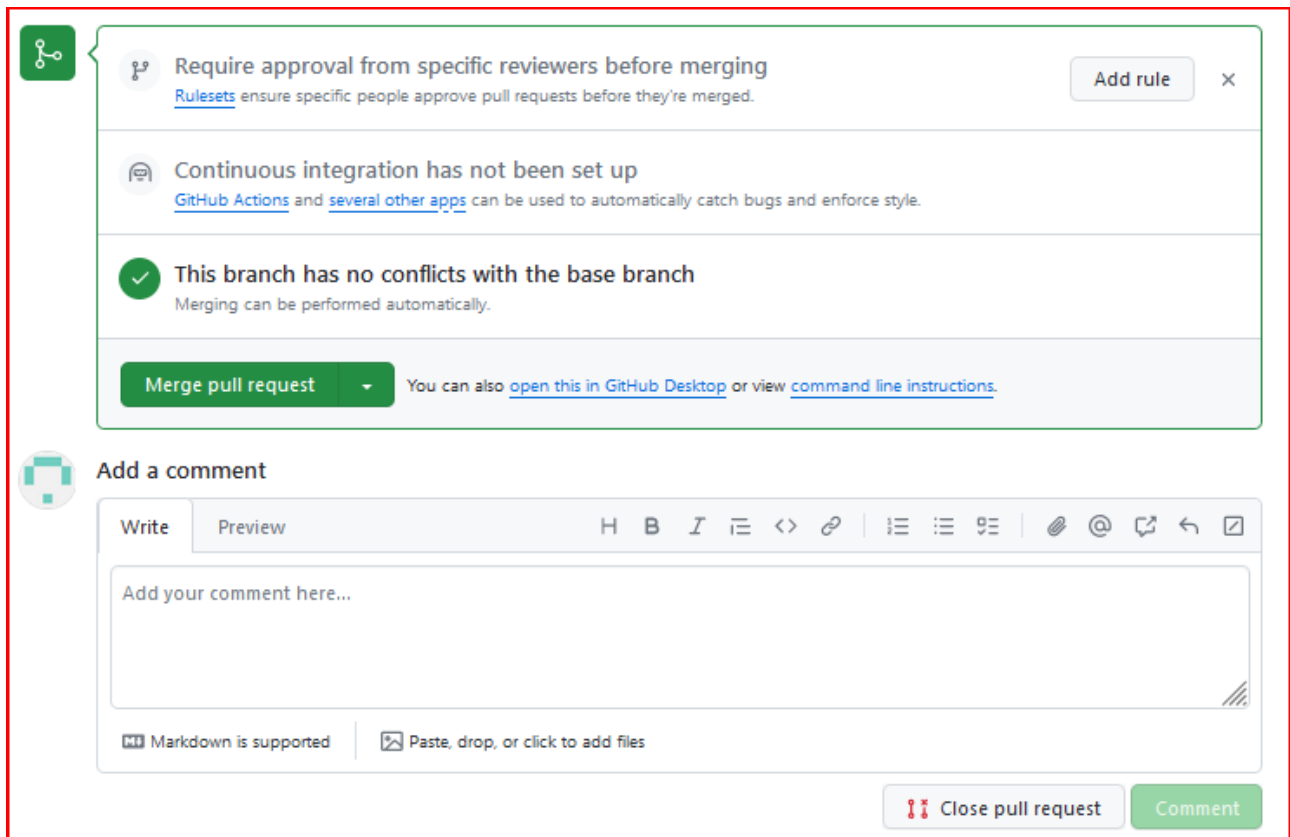 Require approval from specific reviewers before merging
Rulesets ensure specific people approve pull requests before they're merged.
Add rule
Continuous integration has not been set up
GitHub Actions and several other apps can be used to automatically catch bugs and enforce style.
This branch has no conflicts with the base branch
Merging can be performed automatically.
Merge pull request
You can also open this in GitHub Desktop or view command line instructions.
Add a comment
Write Preview
Add your comment here...
Markdown is supported
Paste, drop, or click to add files
Close pull request
Comment